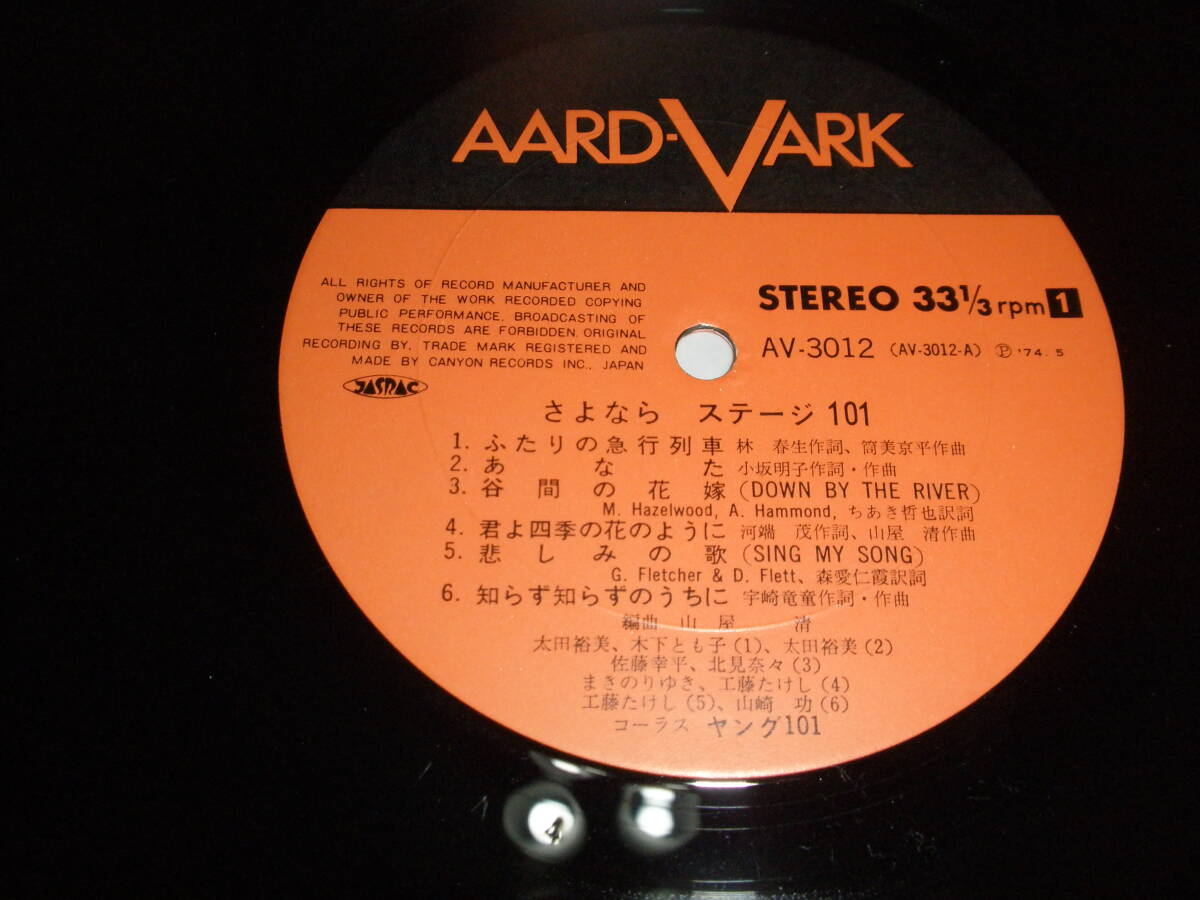 AARD-VARK
ALL RIGHTS OF RECORD MANUFACTURER AND
OWNER OF THE WORK RECORDED COPYING
PUBLIC PERFORMANCE, BROADCASTING OF
THESE RECORDS ARE FORBIDDEN. ORIGINAL
RECORDING BY, TRADE MARK REGISTERED AND
MADE BY CANYON RECORDS INC., JAPAN
JASRAC
STEREO 33 1/3 rpm 1
AV-3012 (AV-3012-A) Ⓟ '74. 5
さよなら ステージ 101
1. ふたりの急行列車 林 春生作詞、筒美京平作曲
2. あなた 小坂明子作詞・作曲
3. 谷間の花嫁 (DOWN BY THE RIVER)
M. Hazelwood, A. Hammond, ちあき哲也訳詞
4. 君よ四季の花のように 河端 茂作詞、山屋 清作曲
5. 悲しみの歌 (SING MY SONG)
G. Fletcher & D. Flett、森愛仁霞訳詞
6. 知らず知らずのうちに 宇崎竜童作詞・作曲
編曲 山屋 清
太田裕美、木下とも子(1)、太田裕美(2)
佐藤幸平、北見奈々(3)
まきのりゆき、工藤たけし(4)
工藤たけし(5)、山崎 功(6)
コーラス ヤング101
4